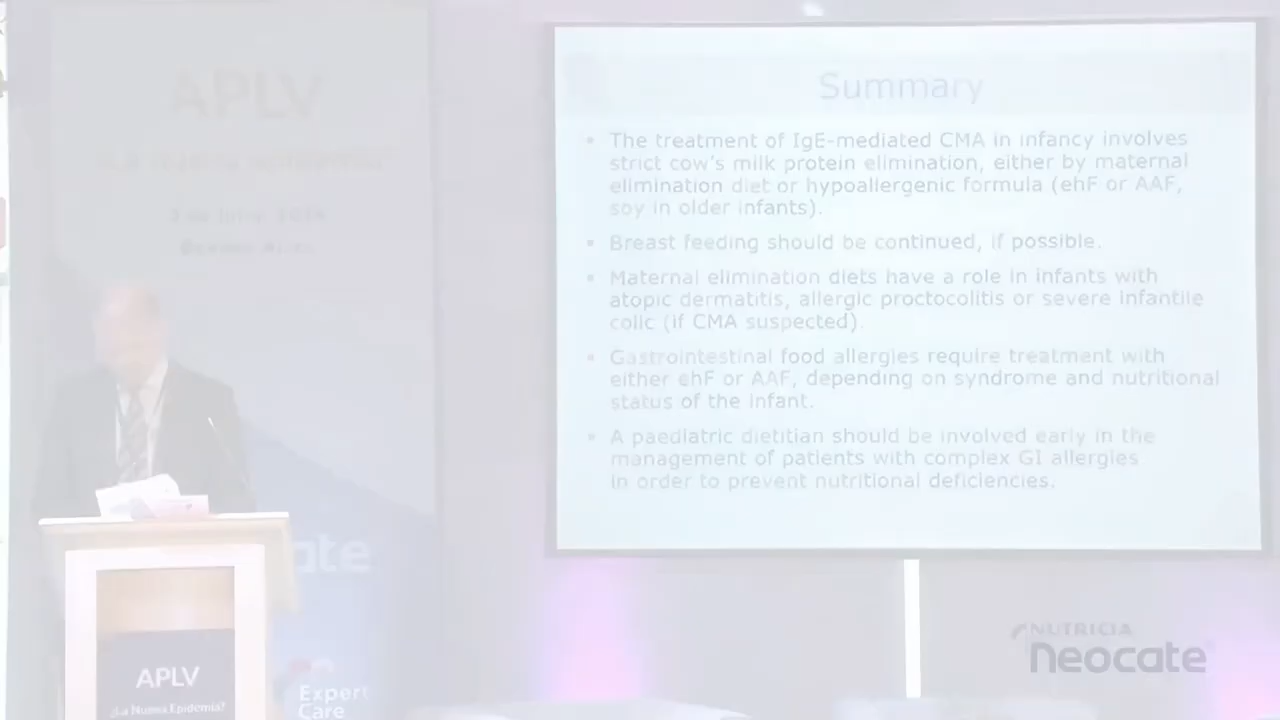 APLV
Summary
• The treatment of IgE-mediated CMA in infancy involves
strict cow's milk protein elimination, either by maternal
elimination diet or hypoallergenic formula (ehF or AAF,
soy in older infants).
• Breast feeding should be continued, if possible.
• Maternal elimination diets have a role in infants with
atopic dermatitis, allergic proctocolitis or severe infantile
colic (if CMA suspected).
• Gastrointestinal food allergies require treatment with
either ehF or AAF, depending on syndrome and nutritional
status of the infant.
• A paediatric dietitian should be involved early in the
management of patients with complex GI allergies
in order to prevent nutritional deficiencies.
cate
APLV
¿La Nueva Epidemia?
Expert
Care
NUTRICIA
neocate